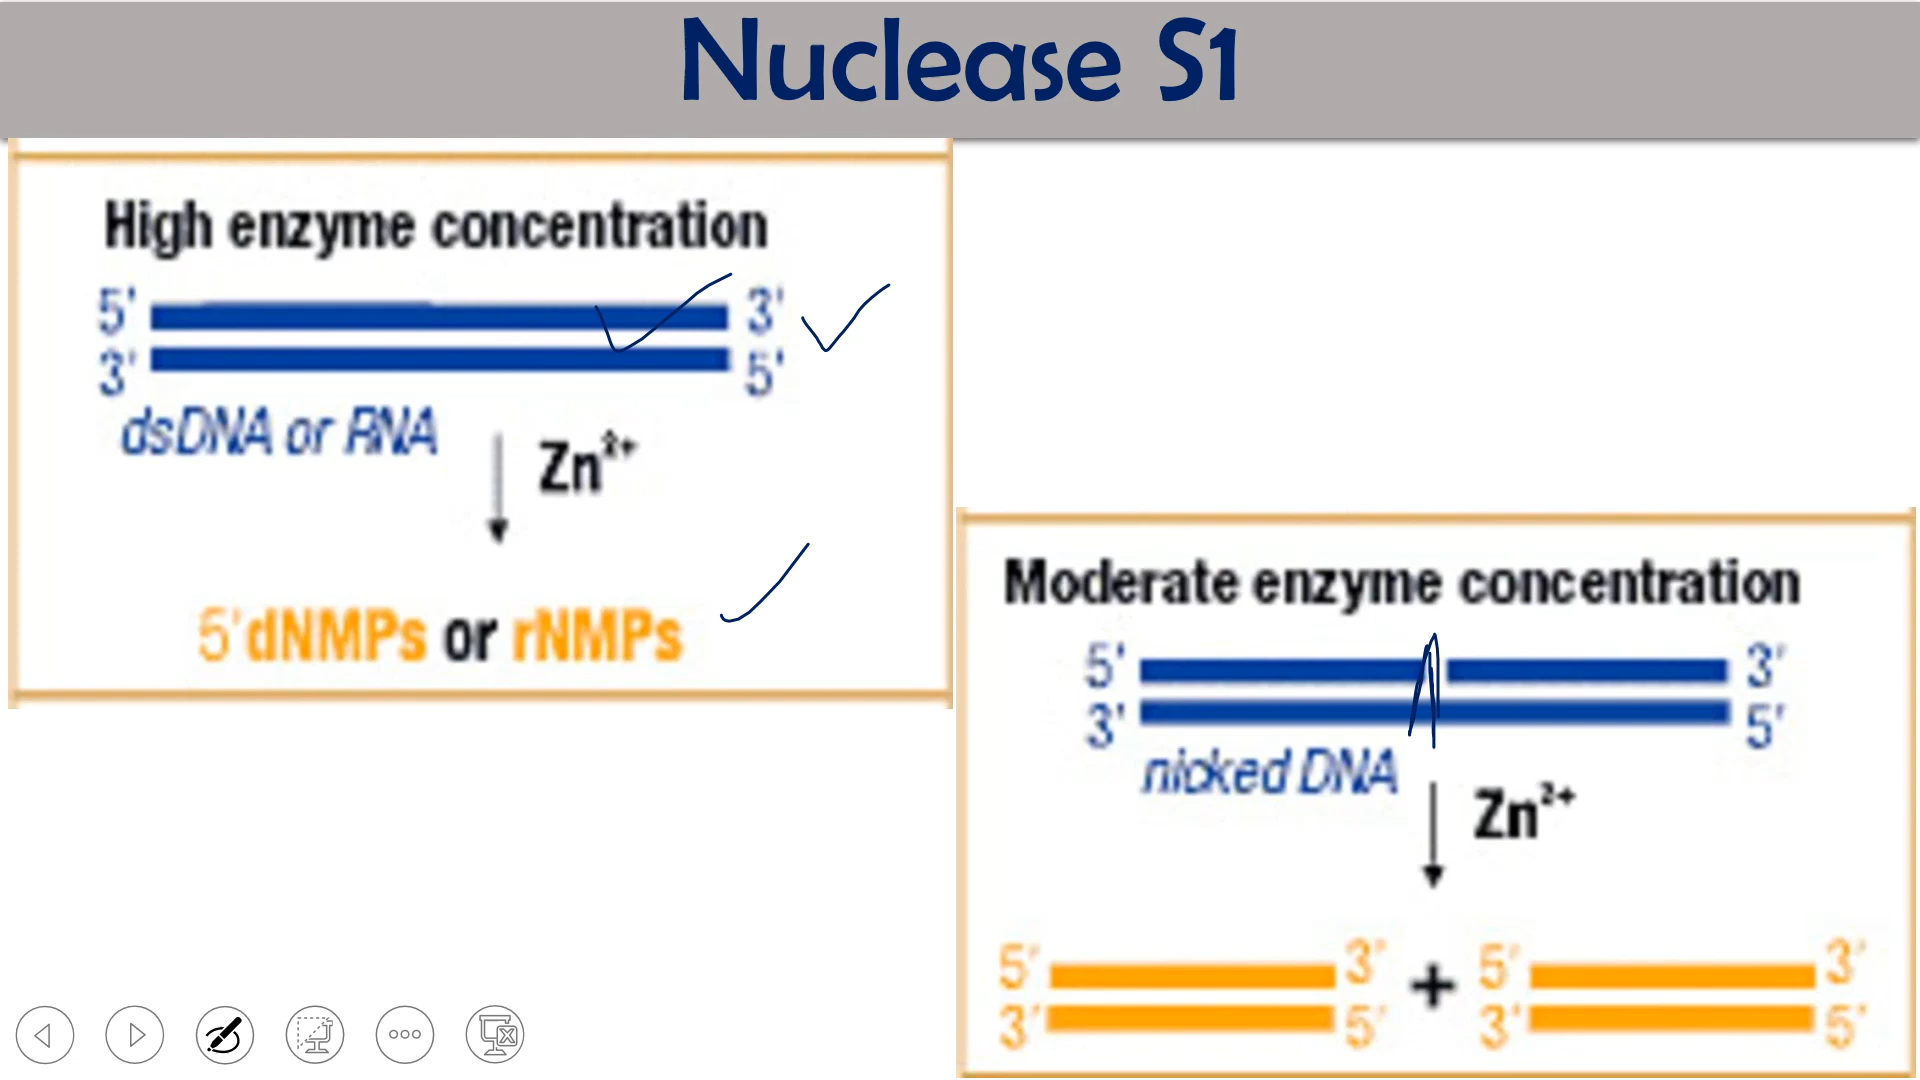 Nuclease S1
High enzyme concentration
5' 3'
3' 5'
dsDNA or RNA
Zn²⁺
5'dNMPs or rNMPs
Moderate enzyme concentration
5' 3'
3' 5'
nicked DNA
Zn²⁺
5' 3' + 5' 3'
3' 5' 3' 5'